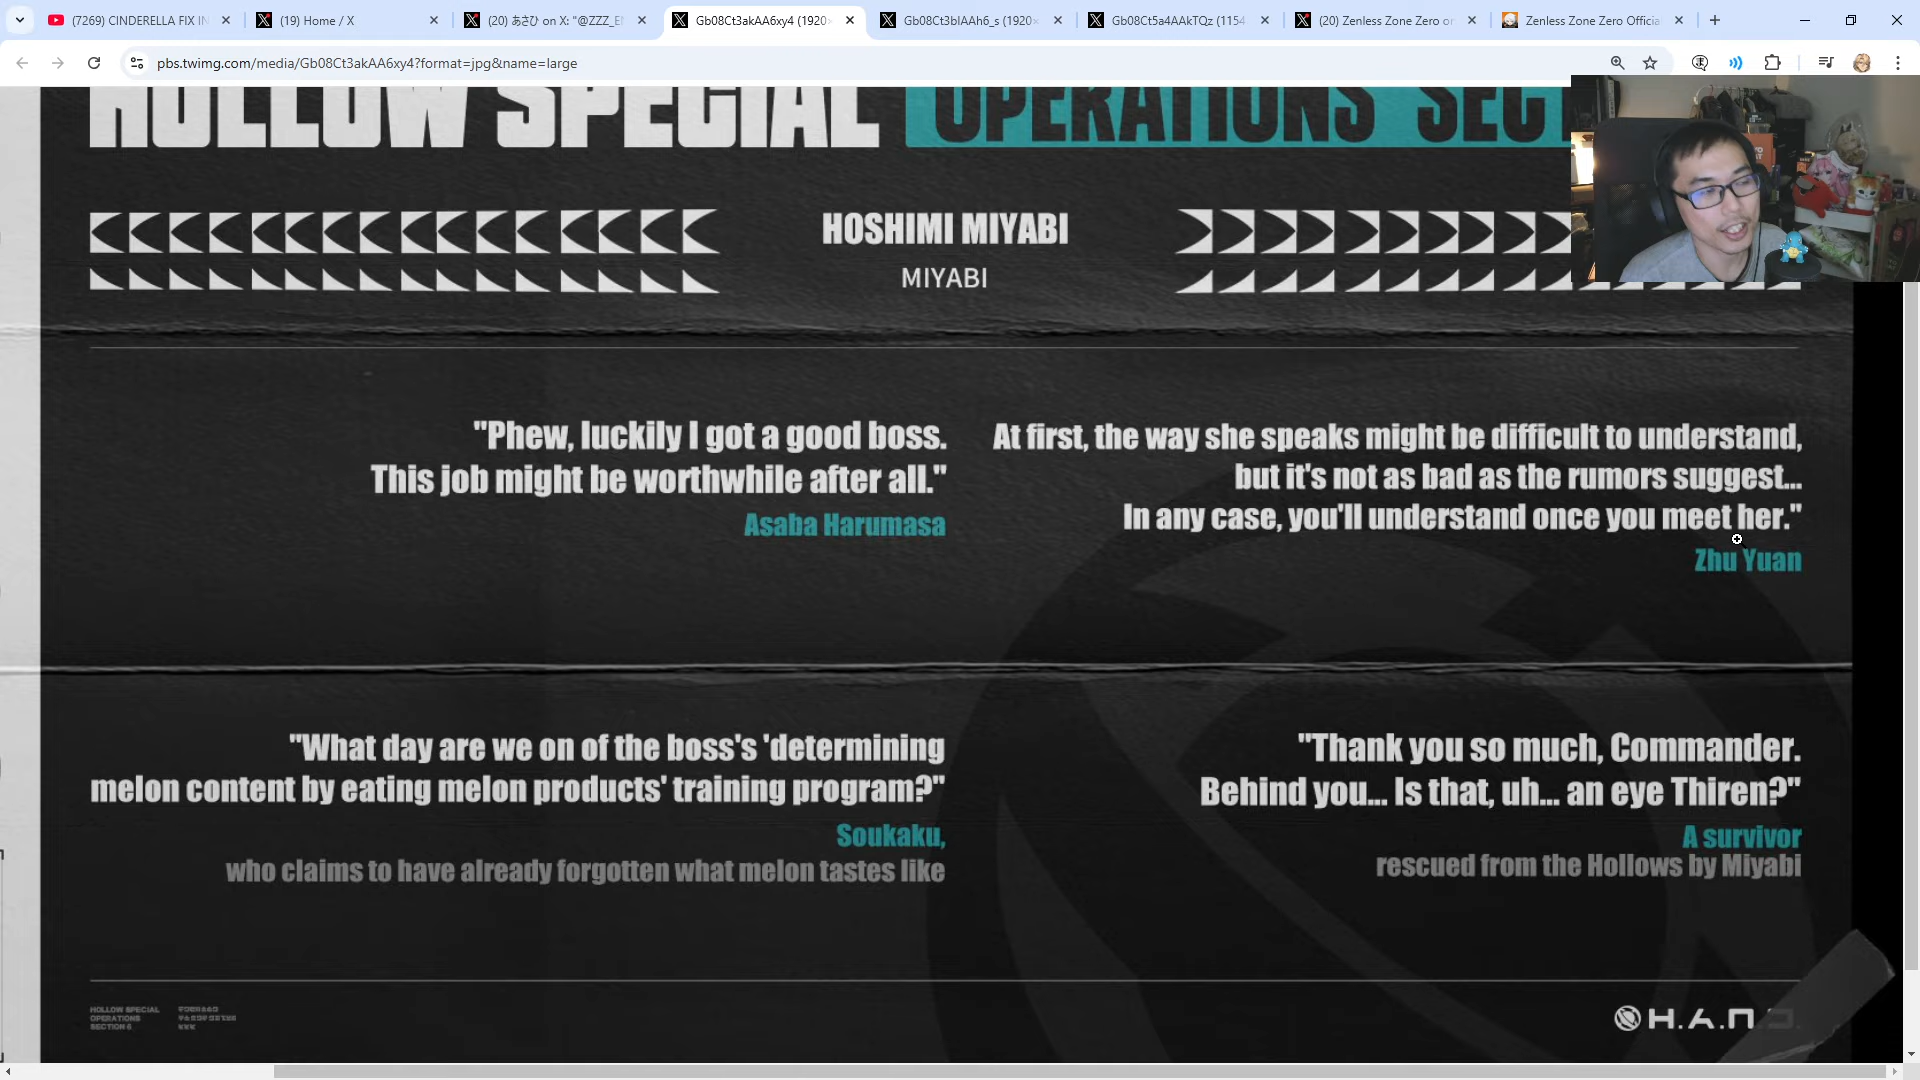 (7269) CINDERELLA FIX IN
(19) Home / X
(20) あさひ on X: "@ZZZ_E
Gb08Ct3akAA6xy4 (1920
Gb08Ct3bIAAh6_s (1920
Gb08Ct5a4AAkTQz (1154
(20) Zenless Zone Zero or
Zenless Zone Zero Officia
pbs.twimg.com/media/Gb08Ct3akAA6xy4?format=jpg&name=large
HOLLOW SPECIAL OPERATIONS SECT
HOSHIMI MIYABI
MIYABI
"Phew, luckily I got a good boss.
This job might be worthwhile after all."
Asaba Harumasa
At first, the way she speaks might be difficult to understand,
but it's not as bad as the rumors suggest...
In any case, you'll understand once you meet her."
Zhu Yuan
"What day are we on of the boss's 'determining
melon content by eating melon products' training program?"
Soukaku,
who claims to have already forgotten what melon tastes like
"Thank you so much, Commander.
Behind you... Is that, uh... an eye Thiren?"
A survivor
rescued from the Hollows by Miyabi
HOLLOW SPECIAL
OPERATIONS
SECTION 6
H.A.N.D.